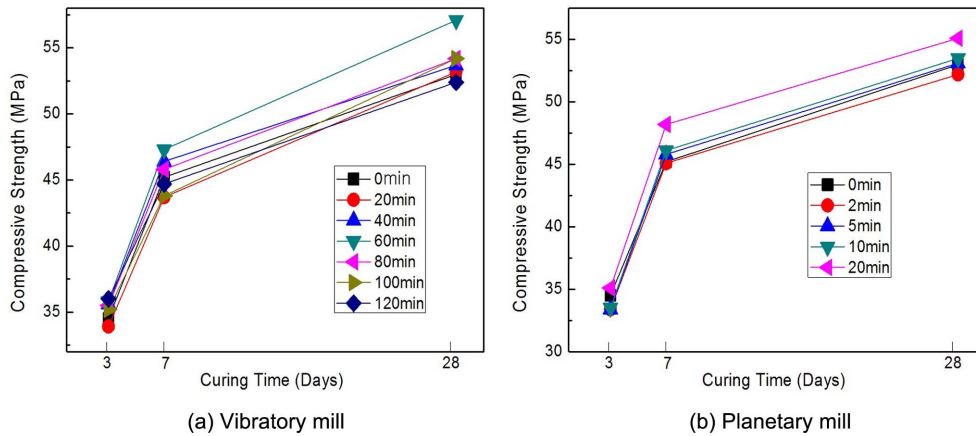 55
50
45
40
35
Compressive Strength (MPa)
0min
20min
40min
60min
80min
100min
120min
3 7 28
Curing Time (Days)
(a) Vibratory mill
55
50
45
40
35
30
Compressive Strength (MPa)
0min
2min
5min
10min
20min
3 7 28
Curing Time (Days)
(b) Planetary mill